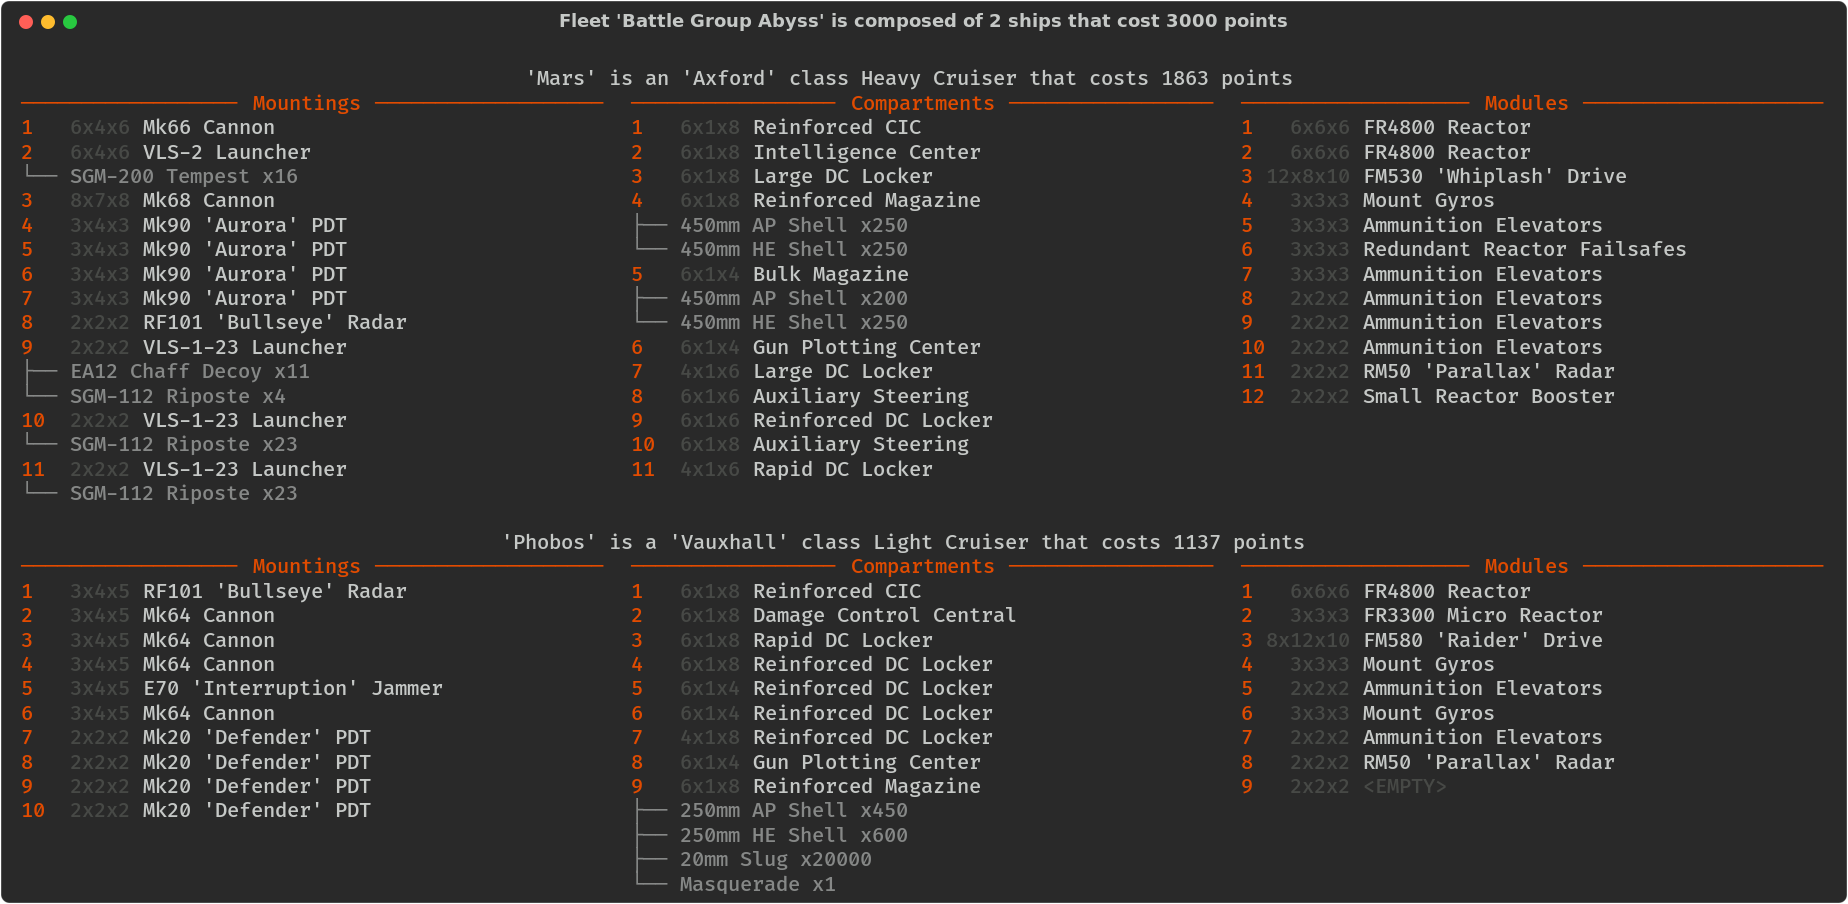 Fleet 'Battle Group Abyss' is composed of 2 ships that cost 3000 points
'Mars' is an 'Axford' class Heavy Cruiser that costs 1863 points
Mountings
1 6x4x6 Mk66 Cannon
2 6x4x6 VLS-2 Launcher
└── SGM-200 Tempest x16
3 8x7x8 Mk68 Cannon
4 3x4x3 Mk90 'Aurora' PDT
5 3x4x3 Mk90 'Aurora' PDT
6 3x4x3 Mk90 'Aurora' PDT
7 3x4x3 Mk90 'Aurora' PDT
8 2x2x2 RF101 'Bullseye' Radar
9 2x2x2 VLS-1-23 Launcher
├── EA12 Chaff Decoy x11
└── SGM-112 Riposte x4
10 2x2x2 VLS-1-23 Launcher
└── SGM-112 Riposte x23
11 2x2x2 VLS-1-23 Launcher
└── SGM-112 Riposte x23
Compartments
1 6x1x8 Reinforced CIC
2 6x1x8 Intelligence Center
3 6x1x8 Large DC Locker
4 6x1x8 Reinforced Magazine
├── 450mm AP Shell x250
└── 450mm HE Shell x250
5 6x1x4 Bulk Magazine
├── 450mm AP Shell x200
└── 450mm HE Shell x250
6 6x1x4 Gun Plotting Center
7 4x1x6 Large DC Locker
8 6x1x6 Auxiliary Steering
9 6x1x6 Reinforced DC Locker
10 6x1x8 Auxiliary Steering
11 4x1x6 Rapid DC Locker
Modules
1 6x6x6 FR4800 Reactor
2 6x6x6 FR4800 Reactor
3 12x8x10 FM530 'Whiplash' Drive
4 3x3x3 Mount Gyros
5 3x3x3 Ammunition Elevators
6 3x3x3 Redundant Reactor Failsafes
7 3x3x3 Ammunition Elevators
8 2x2x2 Ammunition Elevators
9 2x2x2 Ammunition Elevators
10 2x2x2 Ammunition Elevators
11 2x2x2 RM50 'Parallax' Radar
12 2x2x2 Small Reactor Booster
'Phobos' is a 'Vauxhall' class Light Cruiser that costs 1137 points
Mountings
1 3x4x5 RF101 'Bullseye' Radar
2 3x4x5 Mk64 Cannon
3 3x4x5 Mk64 Cannon
4 3x4x5 Mk64 Cannon
5 3x4x5 E70 'Interruption' Jammer
6 3x4x5 Mk64 Cannon
7 2x2x2 Mk20 'Defender' PDT
8 2x2x2 Mk20 'Defender' PDT
9 2x2x2 Mk20 'Defender' PDT
10 2x2x2 Mk20 'Defender' PDT
Compartments
1 6x1x8 Reinforced CIC
2 6x1x8 Damage Control Central
3 6x1x8 Rapid DC Locker
4 6x1x8 Reinforced DC Locker
5 6x1x4 Reinforced DC Locker
6 6x1x4 Reinforced DC Locker
7 4x1x8 Reinforced DC Locker
8 6x1x4 Gun Plotting Center
9 6x1x8 Reinforced Magazine
├── 250mm AP Shell x450
├── 250mm HE Shell x600
├── 20mm Slug x20000
└── Masquerade x1
Modules
1 6x6x6 FR4800 Reactor
2 3x3x3 FR3300 Micro Reactor
3 8x12x10 FM580 'Raider' Drive
4 3x3x3 Mount Gyros
5 2x2x2 Ammunition Elevators
6 3x3x3 Mount Gyros
7 2x2x2 Ammunition Elevators
8 2x2x2 RM50 'Parallax' Radar
9 2x2x2 <EMPTY>